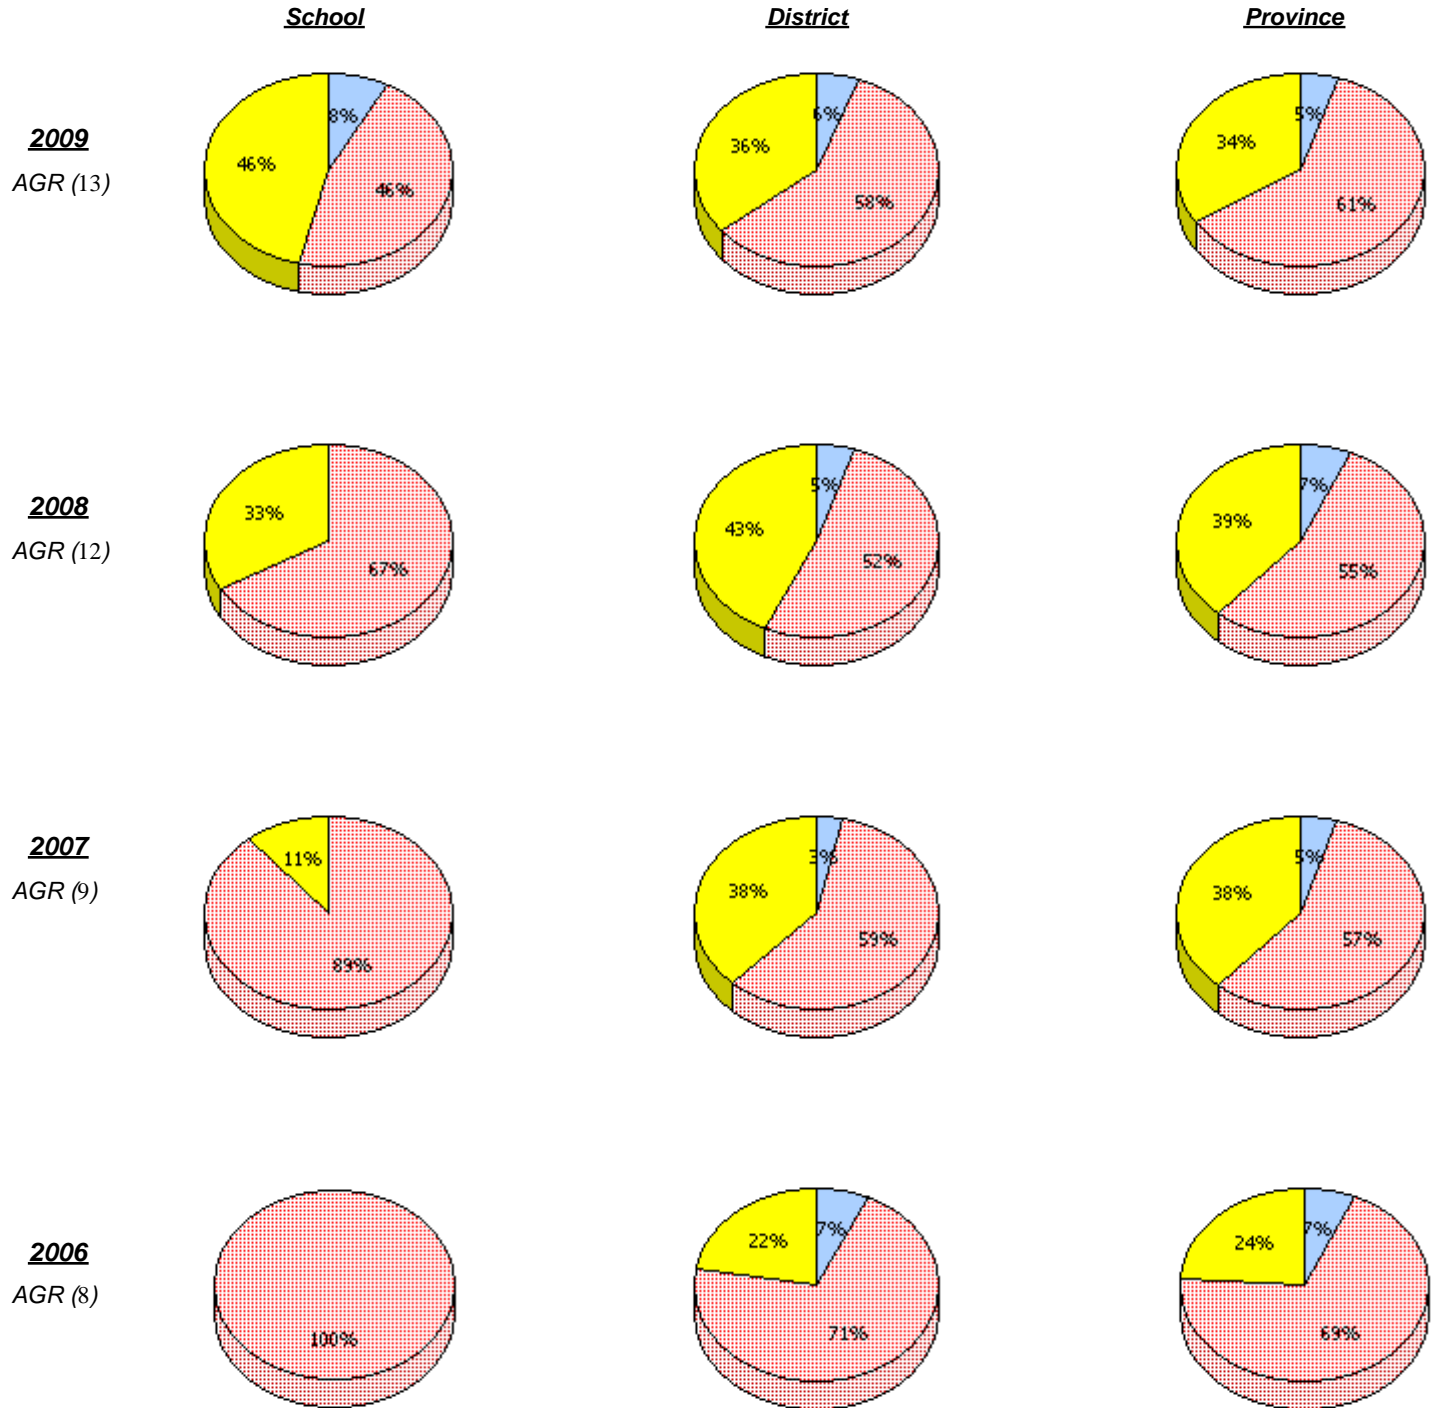 School District Province
2009
AGR (13)
8% 46% 46%
6% 36% 58%
5% 34% 61%
2008
AGR (12)
33% 67%
5% 43% 52%
7% 39% 55%
2007
AGR (9)
11% 89%
3% 38% 59%
5% 38% 57%
2006
AGR (8)
100%
7% 22% 71%
7% 24% 69%